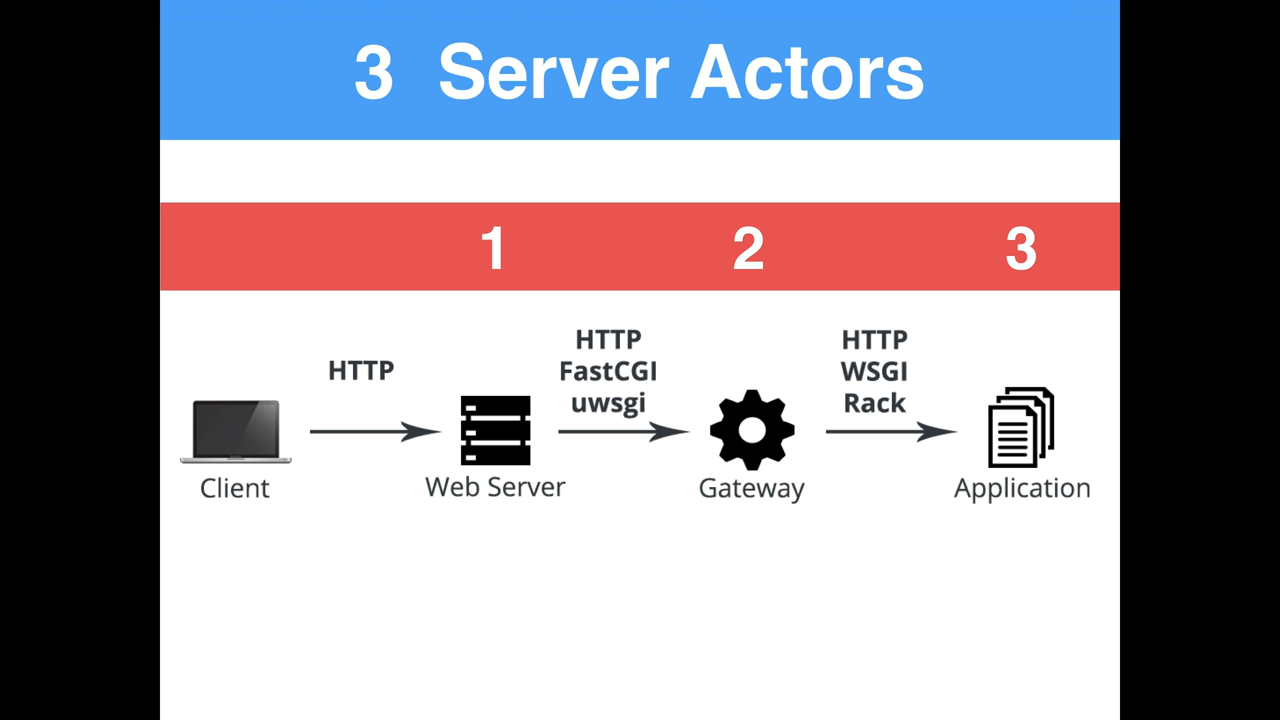 3 Server Actors
1 2 3
HTTP
HTTP
FastCGI
uwsgi
HTTP
WSGI
Rack
Client
Web Server
Gateway
Application